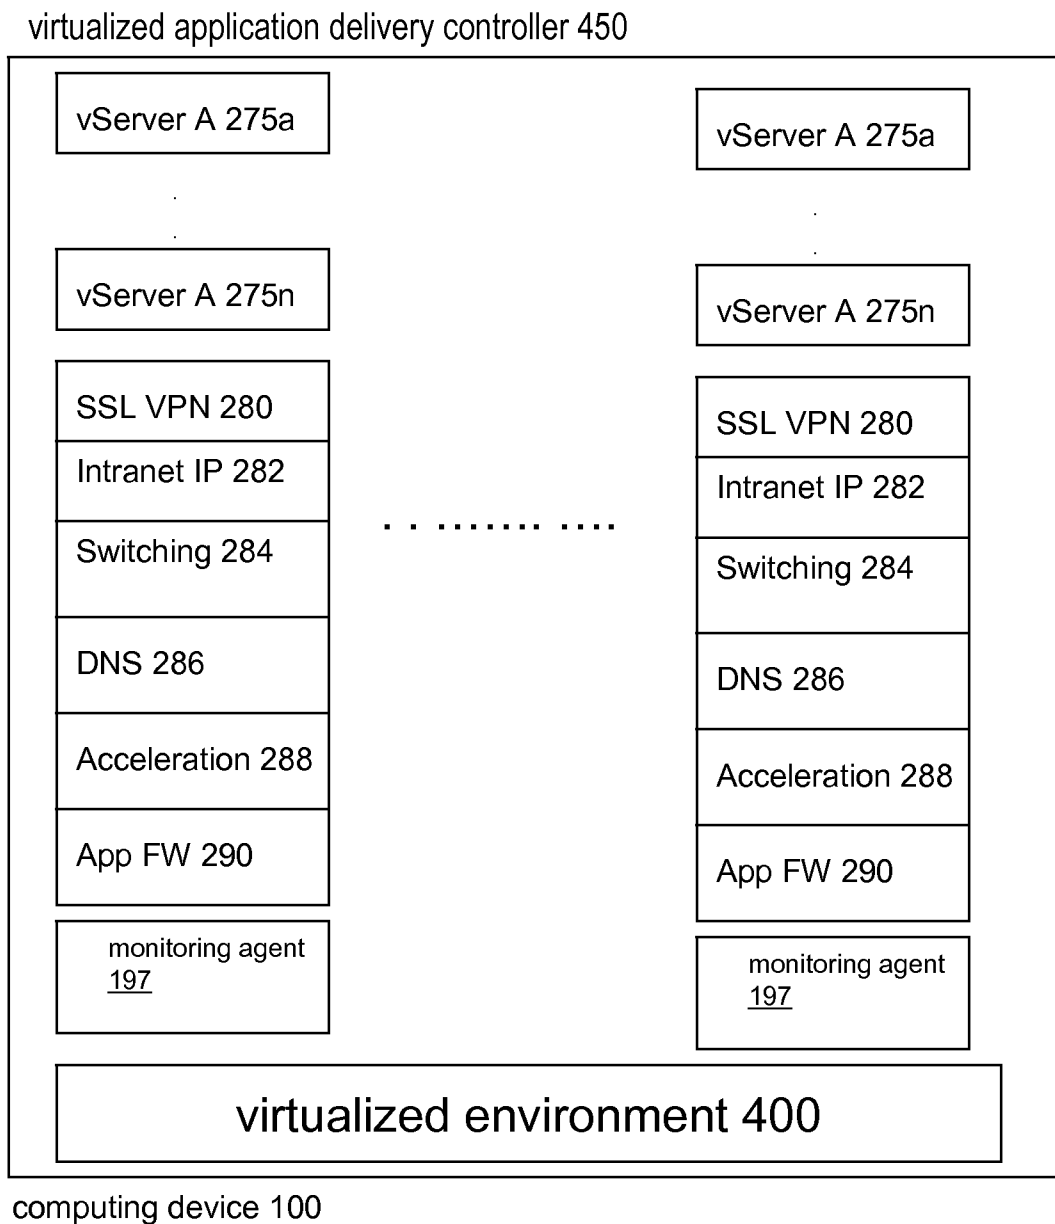 virtualized application delivery controller 450
vServer A 275a
vServer A 275n
SSL VPN 280
Intranet IP 282
Switching 284
DNS 286
Acceleration 288
App FW 290
monitoring agent
197
vServer A 275a
vServer A 275n
SSL VPN 280
Intranet IP 282
Switching 284
DNS 286
Acceleration 288
App FW 290
monitoring agent
197
virtualized environment 400
computing device 100